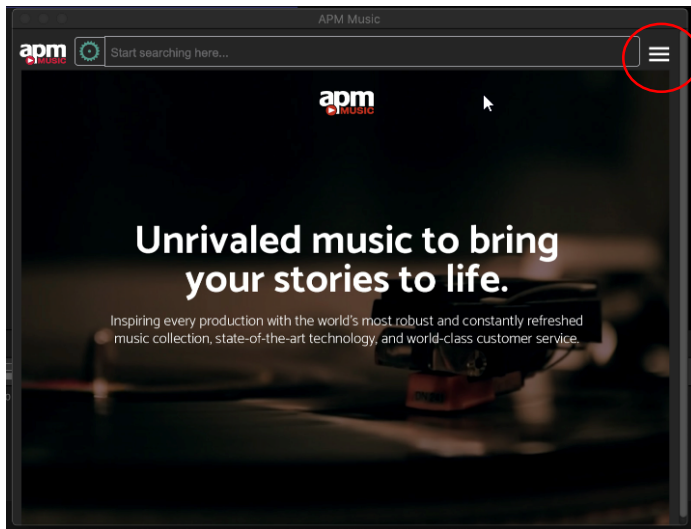 APM Music
apm
MUSIC
Start searching here...
apm
MUSIC
Unrivaled music to bring
your stories to life.
Inspiring every production with the world's most robust and constantly refreshed
music collection, state-of-the-art technology, and world-class customer service.